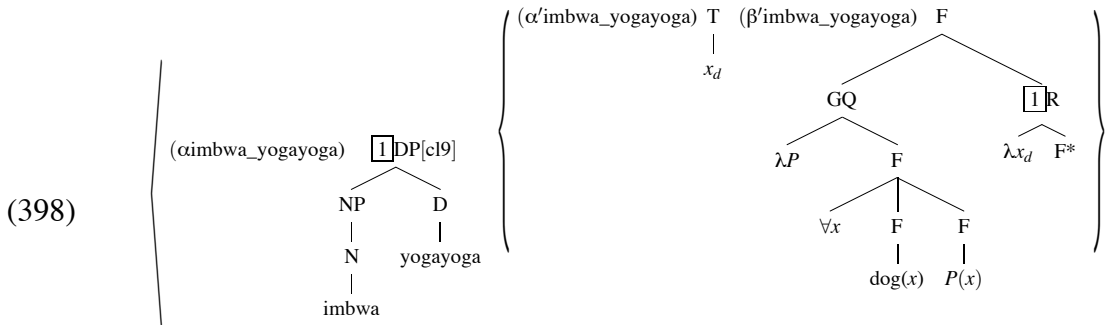 (α′imbwa_yogayoga) T (β′imbwa_yogayoga) F
x_d
GQ 1 R
(αimbwa_yogayoga) 1 DP[cl9] λP F λx_d F*
(398) NP D ∀x F F
N yogayoga dog(x) P(x)
imbwa